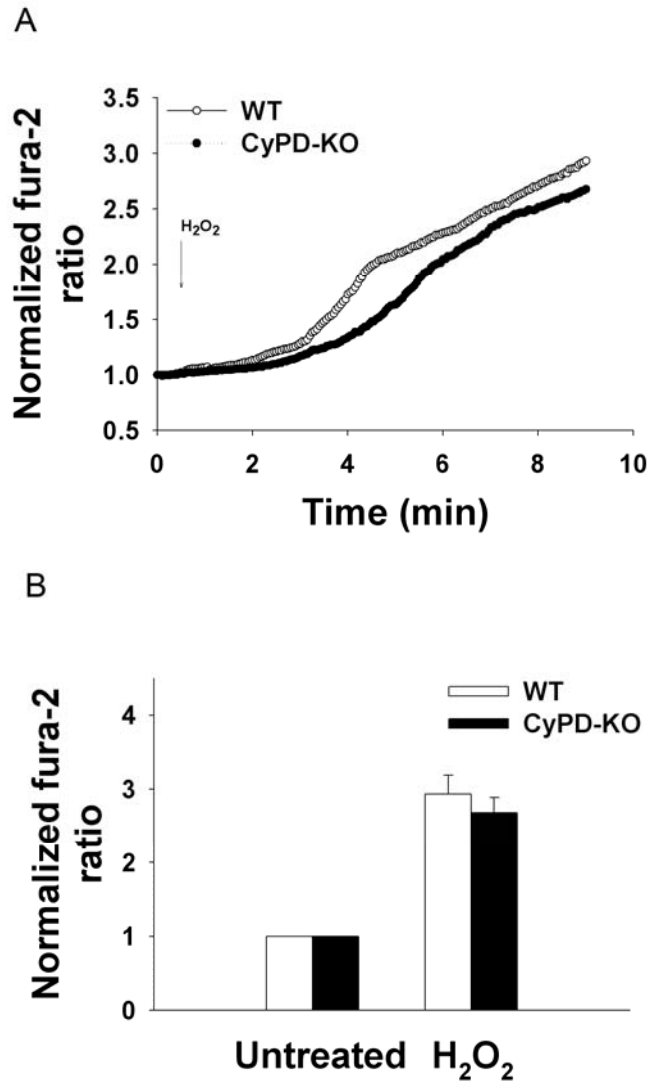 A
Normalized fura-2
ratio
3.5
3.0
2.5
2.0
1.5
1.0
0.5
WT
CyPD-KO
H₂O₂
0 2 4 6 8 10
Time (min)
B
Normalized fura-2
ratio
4
3
2
1
0
WT
CyPD-KO
Untreated H₂O₂